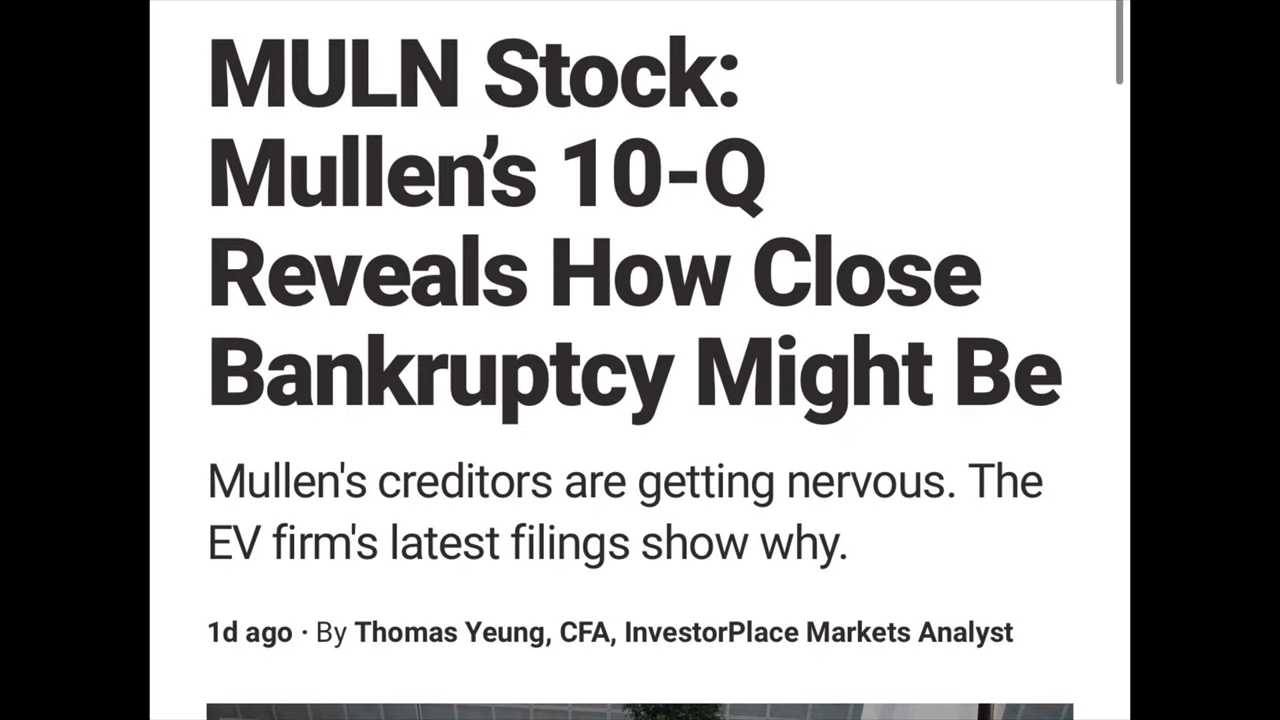 MULN Stock:
Mullen’s 10-Q
Reveals How Close
Bankruptcy Might Be
Mullen's creditors are getting nervous. The
EV firm's latest filings show why.
1d ago · By Thomas Yeung, CFA, InvestorPlace Markets Analyst